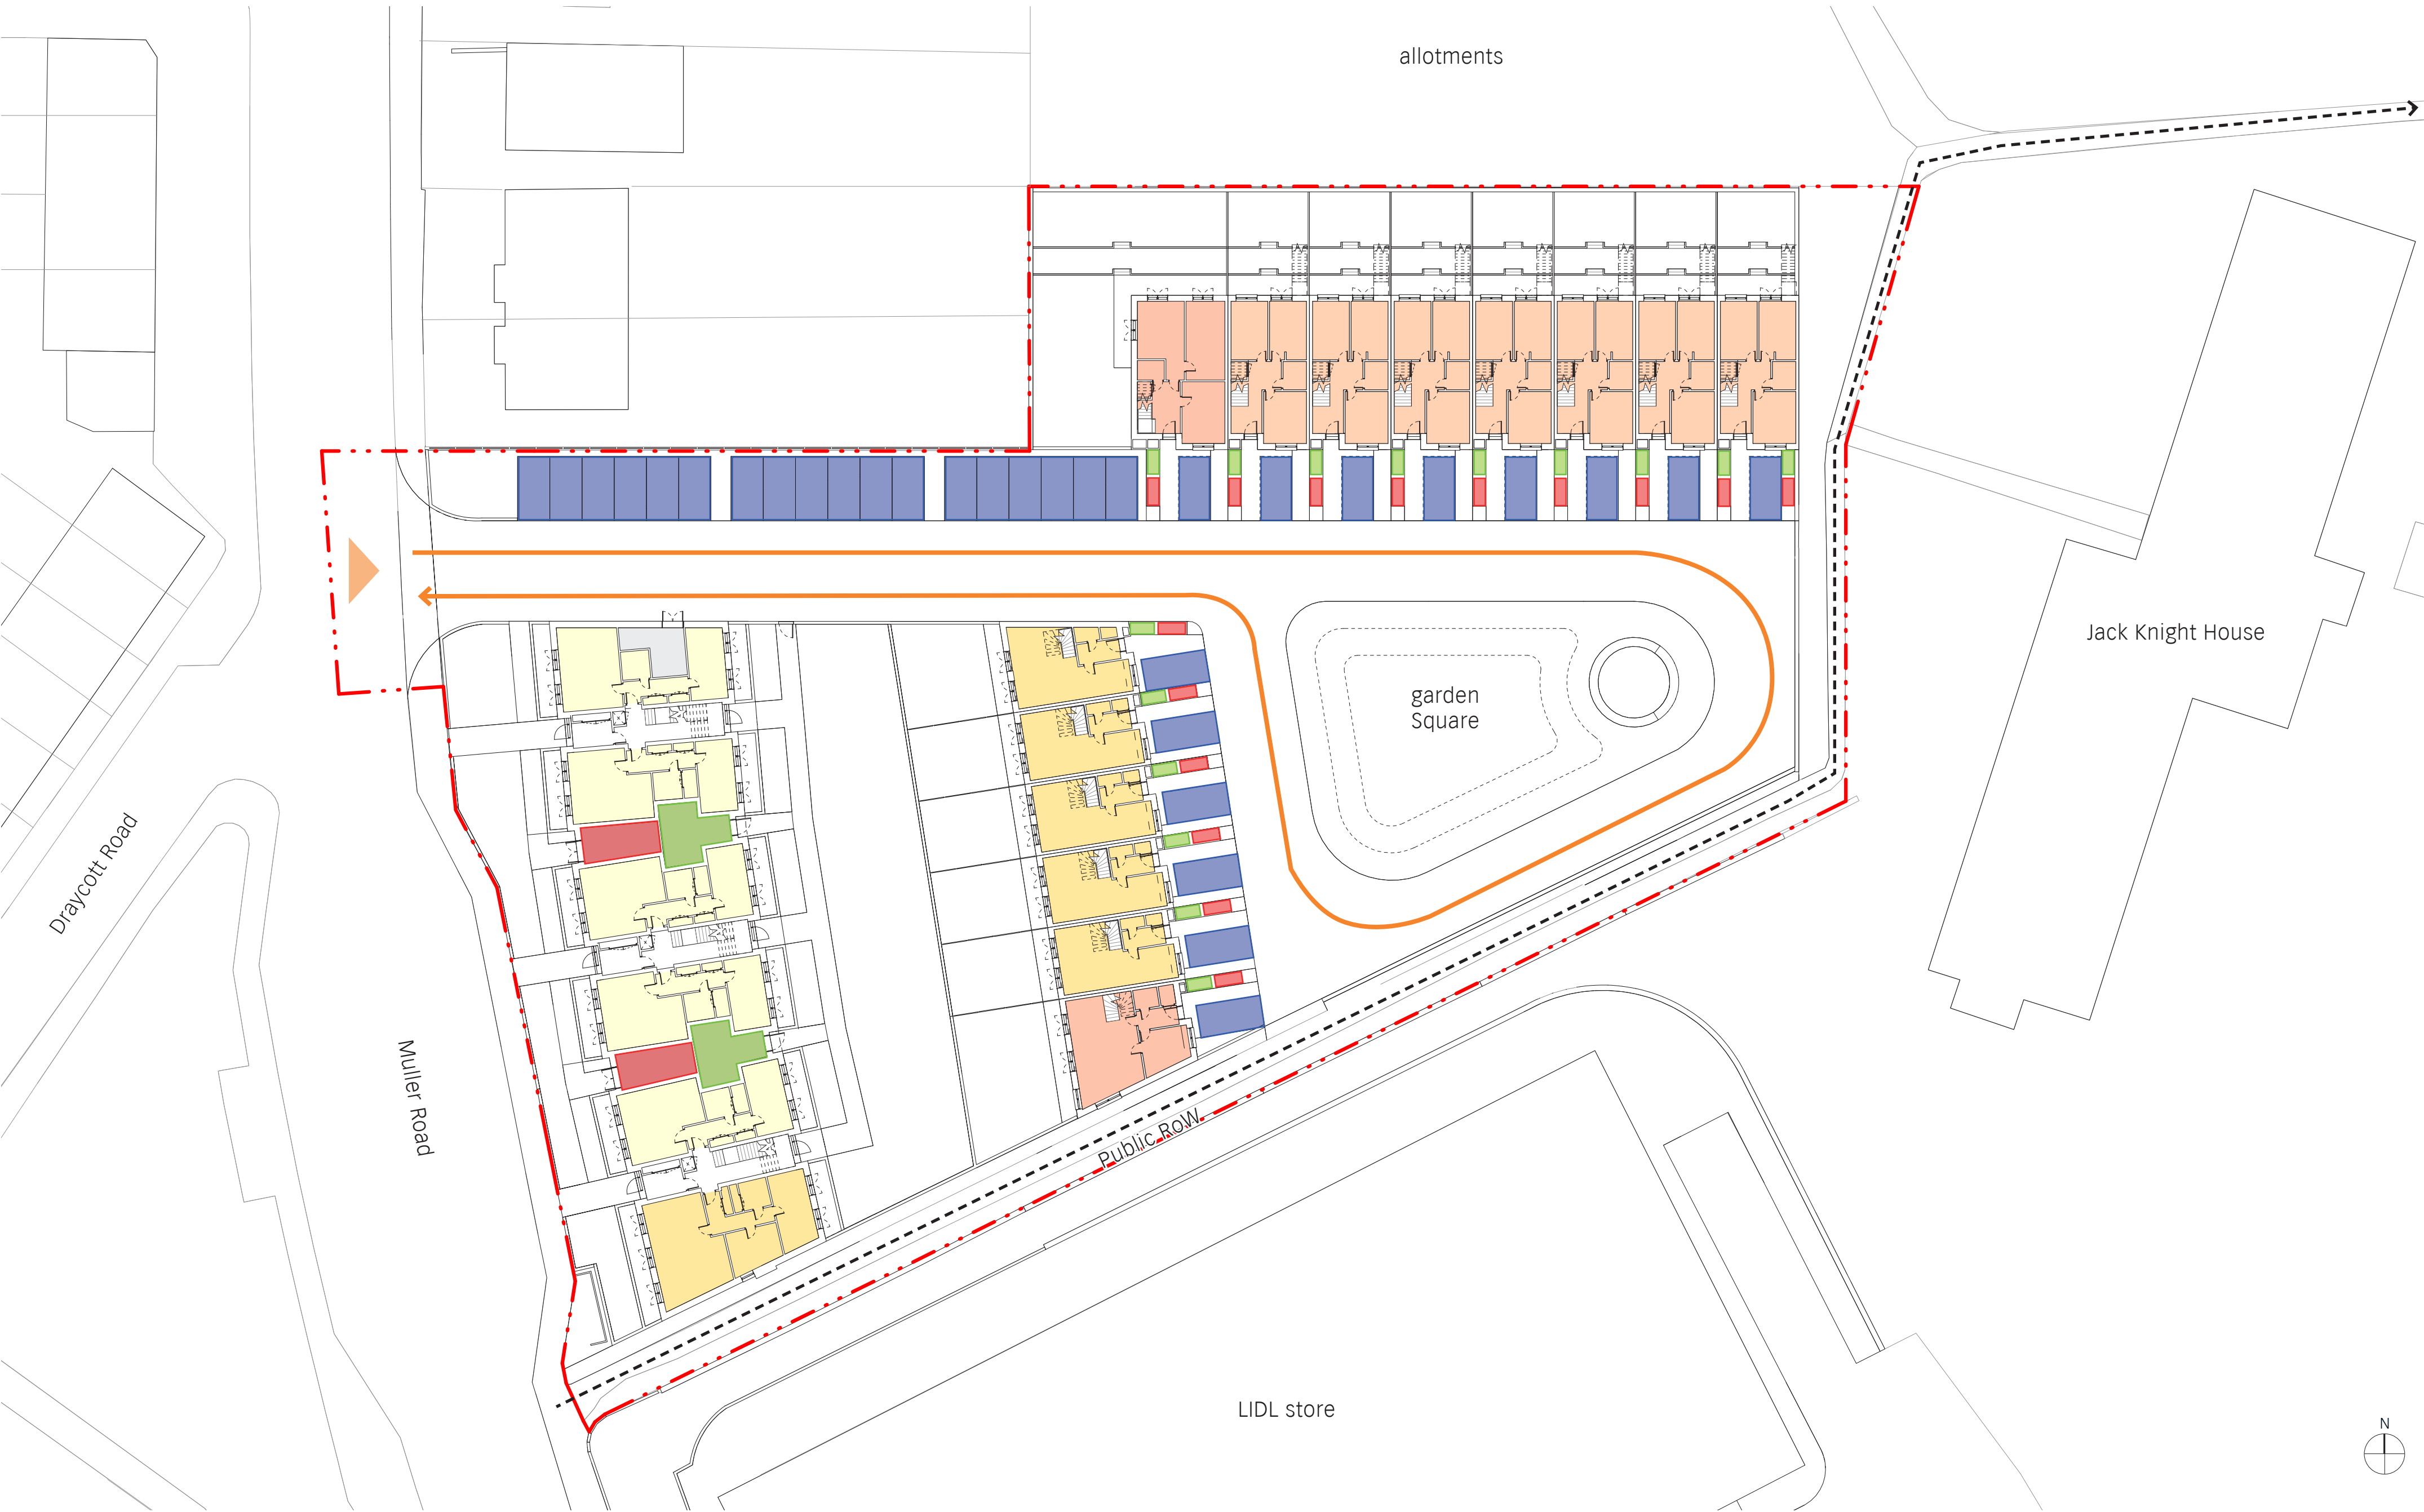 allotments
Jack Knight House
garden
Square
Draycott Road
Muller Road
Public RoW
LIDL store
N